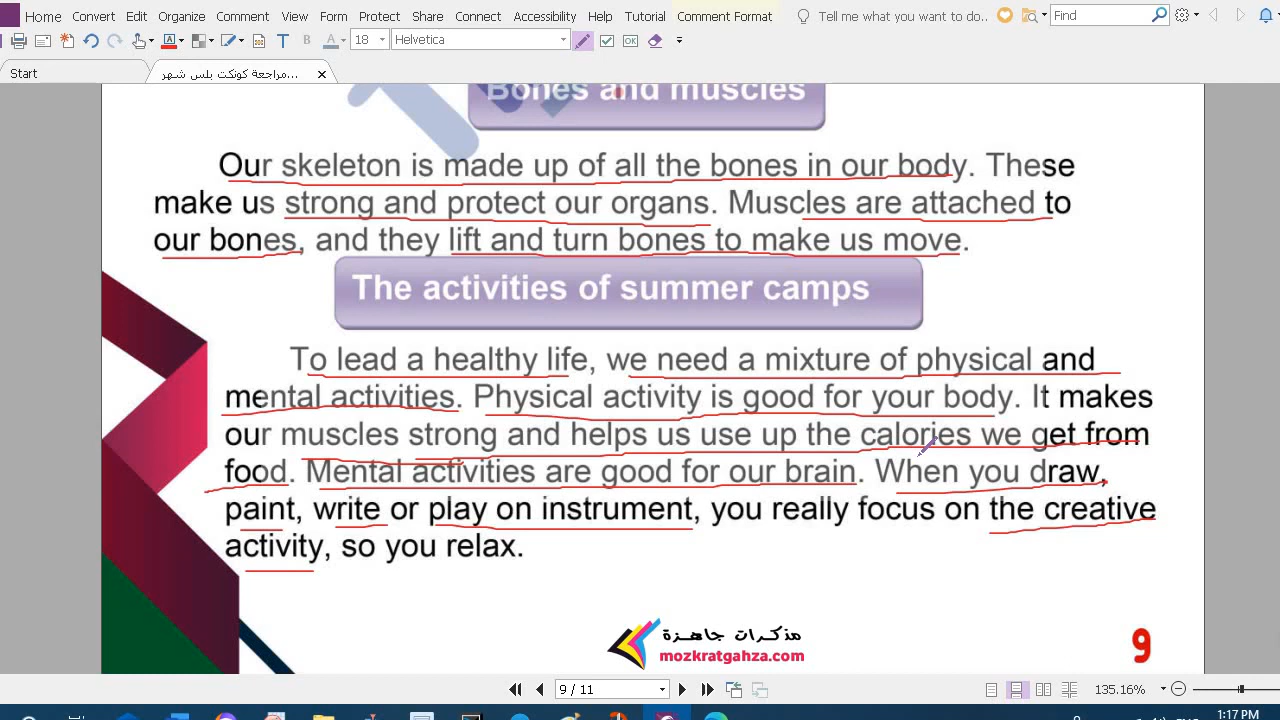 Home Convert Edit Organize Comment View Form Protect Share Connect Accessibility Help Tutorial Comment Format Tell me what you want to do.. Find
18 Helvetica
Start مراجعة كونكت بلس شهر...
Bones and muscles
Our skeleton is made up of all the bones in our body. These
make us strong and protect our organs. Muscles are attached to
our bones, and they lift and turn bones to make us move.
The activities of summer camps
To lead a healthy life, we need a mixture of physical and
mental activities. Physical activity is good for your body. It makes
our muscles strong and helps us use up the calories we get from
food. Mental activities are good for our brain. When you draw,
paint, write or play on instrument, you really focus on the creative
activity, so you relax.
مذكرات جاهزة
mozkratgahza.com
9
9 / 11 135.16%
1:17 PM